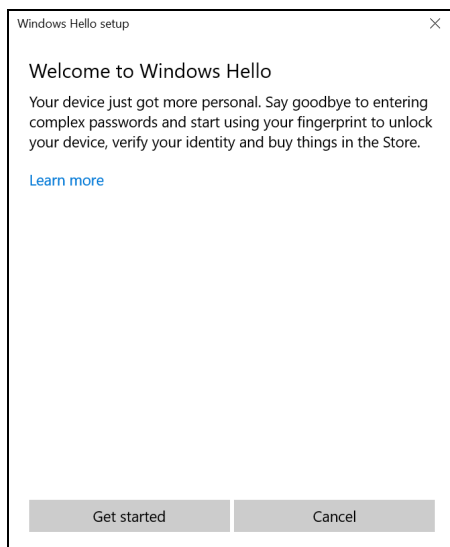 Windows Hello setup
Welcome to Windows Hello
Your device just got more personal. Say goodbye to entering
complex passwords and start using your fingerprint to unlock
your device, verify your identity and buy things in the Store.
Learn more
Get started
Cancel